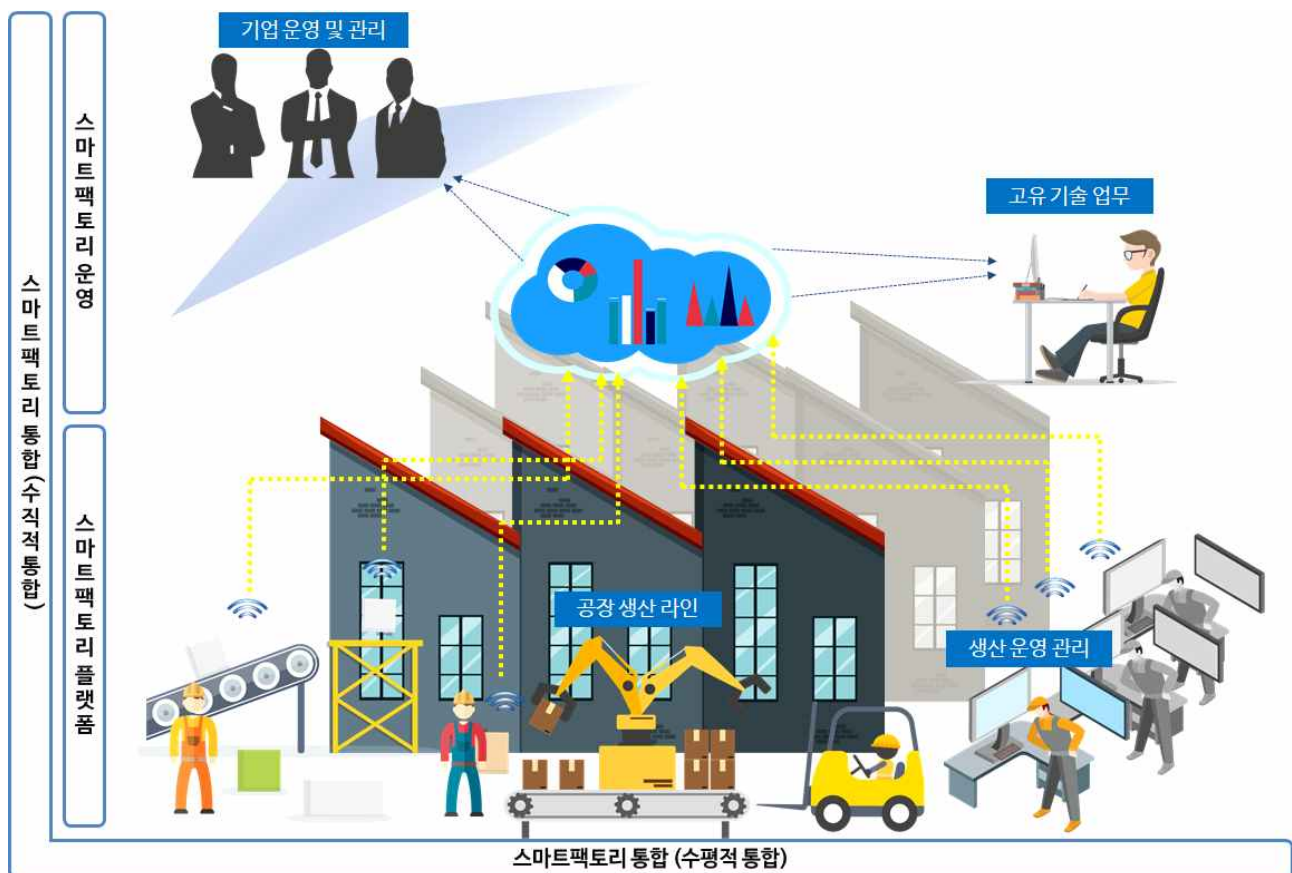 기업 운영 및 관리
스마트팩토리 운영
고유 기술 업무
스마트팩토리 통합 (수직적 통합)
스마트팩토리 플랫폼
공장 생산 라인
생산 운영 관리
스마트팩토리 통합 (수평적 통합)